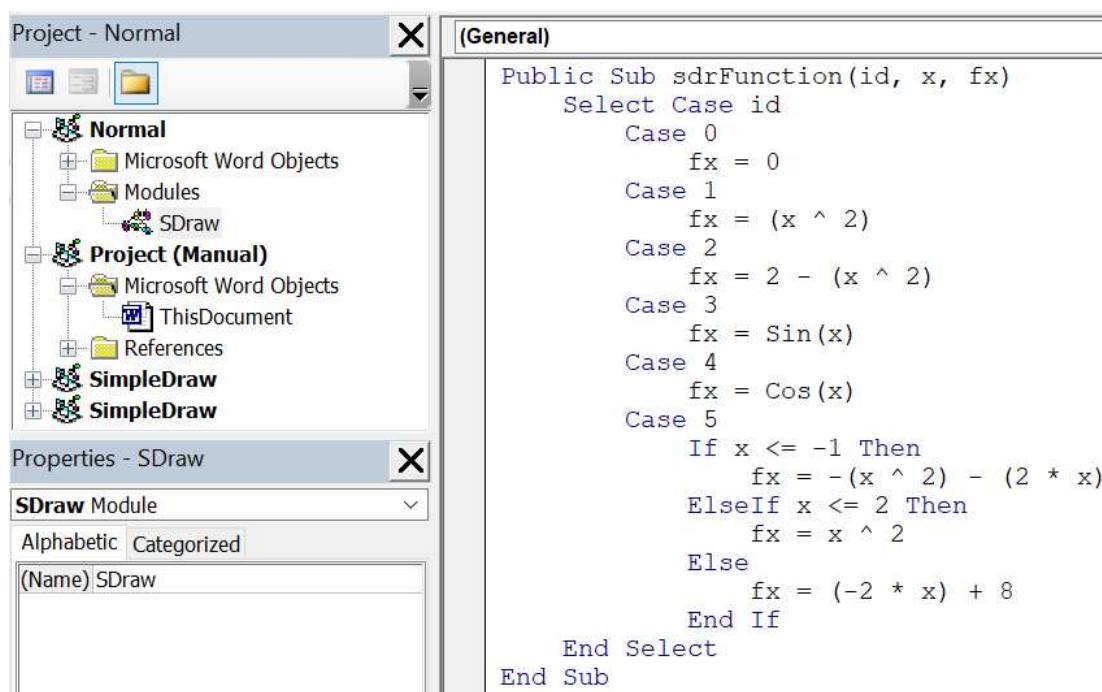 Project - Normal
Normal
Microsoft Word Objects
Modules
SDraw
Project (Manual)
Microsoft Word Objects
ThisDocument
References
SimpleDraw
SimpleDraw
Properties - SDraw
SDraw Module
Alphabetic Categorized
(Name) SDraw
(General)
Public Sub sdrFunction(id, x, fx)
    Select Case id
        Case 0
            fx = 0
        Case 1
            fx = (x ^ 2)
        Case 2
            fx = 2 - (x ^ 2)
        Case 3
            fx = Sin(x)
        Case 4
            fx = Cos(x)
        Case 5
            If x <= -1 Then
                fx = -(x ^ 2) - (2 * x)
            ElseIf x <= 2 Then
                fx = x ^ 2
            Else
                fx = (-2 * x) + 8
            End If
    End Select
End Sub